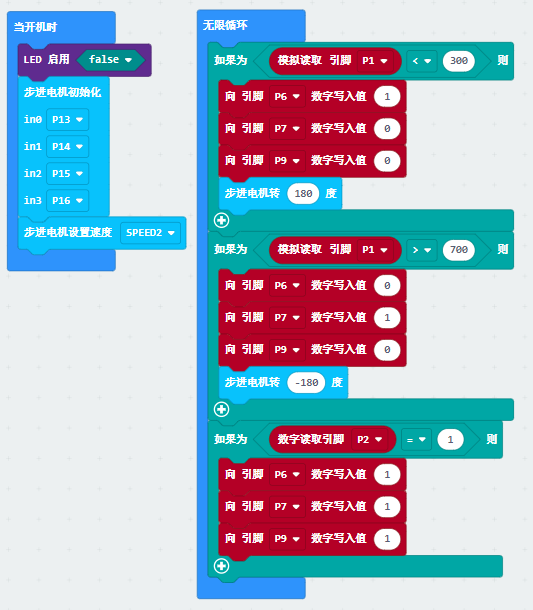 当开机时
LED 启用 false
步进电机初始化
in0 P13
in1 P14
in2 P15
in3 P16
步进电机设置速度 SPEED2
无限循环
如果为 模拟读取 引脚 P1 < 300 则
向 引脚 P6 数字写入值 1
向 引脚 P7 数字写入值 0
向 引脚 P9 数字写入值 0
步进电机转 180 度
如果为 模拟读取 引脚 P1 > 700 则
向 引脚 P6 数字写入值 0
向 引脚 P7 数字写入值 1
向 引脚 P9 数字写入值 0
步进电机转 -180 度
如果为 数字读取引脚 P2 = 1 则
向 引脚 P6 数字写入值 1
向 引脚 P7 数字写入值 1
向 引脚 P9 数字写入值 1